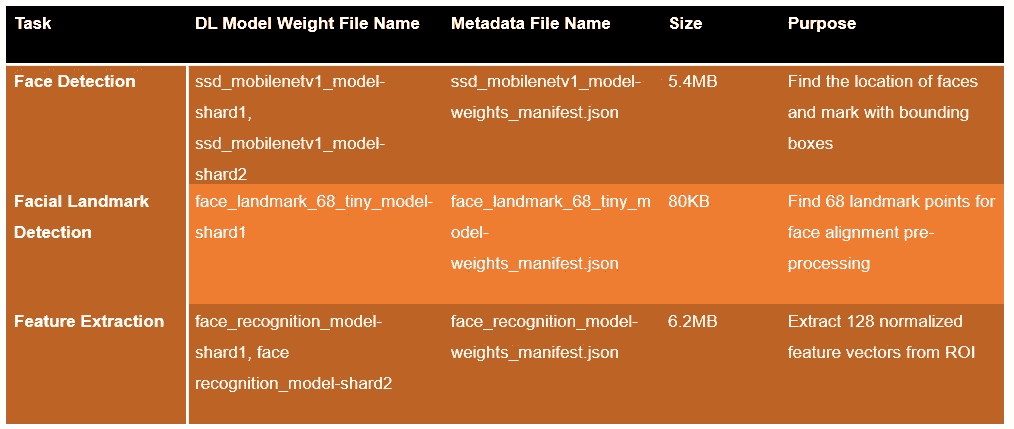 Task DL Model Weight File Name Metadata File Name Size Purpose
Face Detection ssd_mobilenetv1_model- ssd_mobilenetv1_model- 5.4MB Find the location of faces
shard1, weights_manifest.json and mark with bounding
ssd_mobilenetv1_model- boxes
shard2
Facial Landmark face_landmark_68_tiny_model- face_landmark_68_tiny_m 80KB Find 68 landmark points for
Detection shard1 odel- face alignment pre-
weights_manifest.json processing
Feature Extraction face_recognition_model- face_recognition_model- 6.2MB Extract 128 normalized
shard1, face weights_manifest.json feature vectors from ROI
recognition_model-shard2